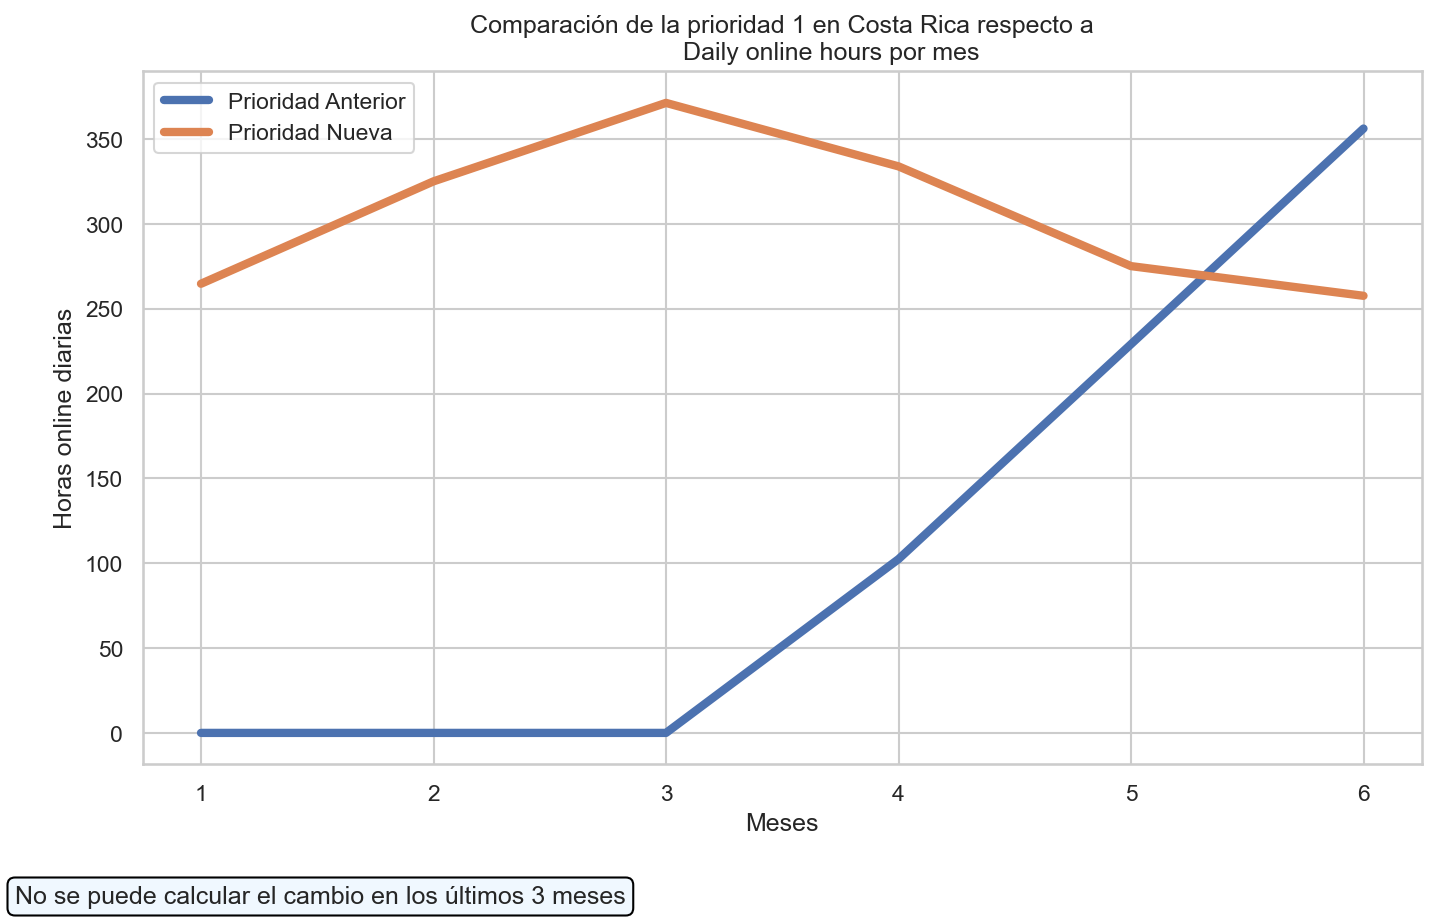 Comparación de la prioridad 1 en Costa Rica respecto a
Daily online hours por mes
Prioridad Anterior
Prioridad Nueva
Horas online diarias
350
300
250
200
150
100
50
0
1 2 3 4 5 6
Meses
No se puede calcular el cambio en los últimos 3 meses